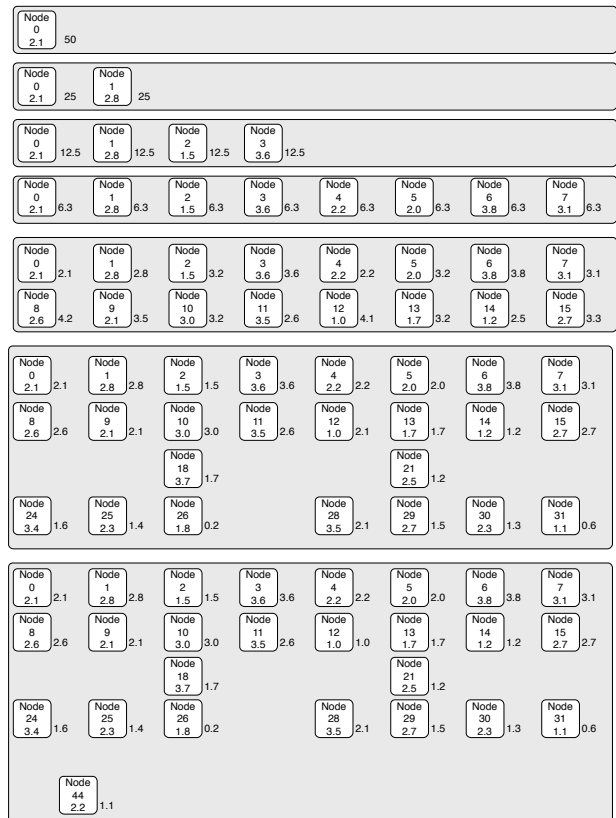 Node
0
2.1 50
Node Node
0 1
2.1 25 2.8 25
Node Node Node Node
0 1 2 3
2.1 12.5 2.8 12.5 1.5 12.5 3.6 12.5
Node Node Node Node Node Node Node Node
0 1 2 3 4 5 6 7
2.1 6.3 2.8 6.3 1.5 6.3 3.6 6.3 2.2 6.3 2.0 6.3 3.8 6.3 3.1 6.3
Node Node Node Node Node Node Node Node
0 1 2 3 4 5 6 7
2.1 2.1 2.8 2.8 1.5 3.2 3.6 3.6 2.2 2.2 2.0 3.2 3.8 3.8 3.1 3.1
Node Node Node Node Node Node Node Node
8 9 10 11 12 13 14 15
2.6 4.2 2.1 3.5 3.0 3.2 3.5 2.6 1.0 4.1 1.7 3.2 1.2 2.5 2.7 3.3
Node Node Node Node Node Node Node Node
0 1 2 3 4 5 6 7
2.1 2.1 2.8 2.8 1.5 1.5 3.6 3.6 2.2 2.2 2.0 2.0 3.8 3.8 3.1 3.1
Node Node Node Node Node Node Node Node
8 9 10 11 12 13 14 15
2.6 2.6 2.1 2.1 3.0 3.0 3.5 2.6 1.0 2.1 1.7 1.7 1.2 1.2 2.7 2.7
Node Node
18 21
3.7 1.7 2.5 1.2
Node Node Node Node Node Node Node
24 25 26 28 29 30 31
3.4 1.6 2.3 1.4 1.8 0.2 3.5 2.1 2.7 1.5 2.3 1.3 1.1 0.6
Node Node Node Node Node Node Node Node
0 1 2 3 4 5 6 7
2.1 2.1 2.8 2.8 1.5 1.5 3.6 3.6 2.2 2.2 2.0 2.0 3.8 3.8 3.1 3.1
Node Node Node Node Node Node Node Node
8 9 10 11 12 13 14 15
2.6 2.6 2.1 2.1 3.0 3.0 3.5 2.6 1.0 1.0 1.7 1.7 1.2 1.2 2.7 2.7
Node Node
18 21
3.7 1.7 2.5 1.2
Node Node Node Node Node Node Node
24 25 26 28 29 30 31
3.4 1.6 2.3 1.4 1.8 0.2 3.5 2.1 2.7 1.5 2.3 1.3 1.1 0.6
Node
44
2.2 1.1